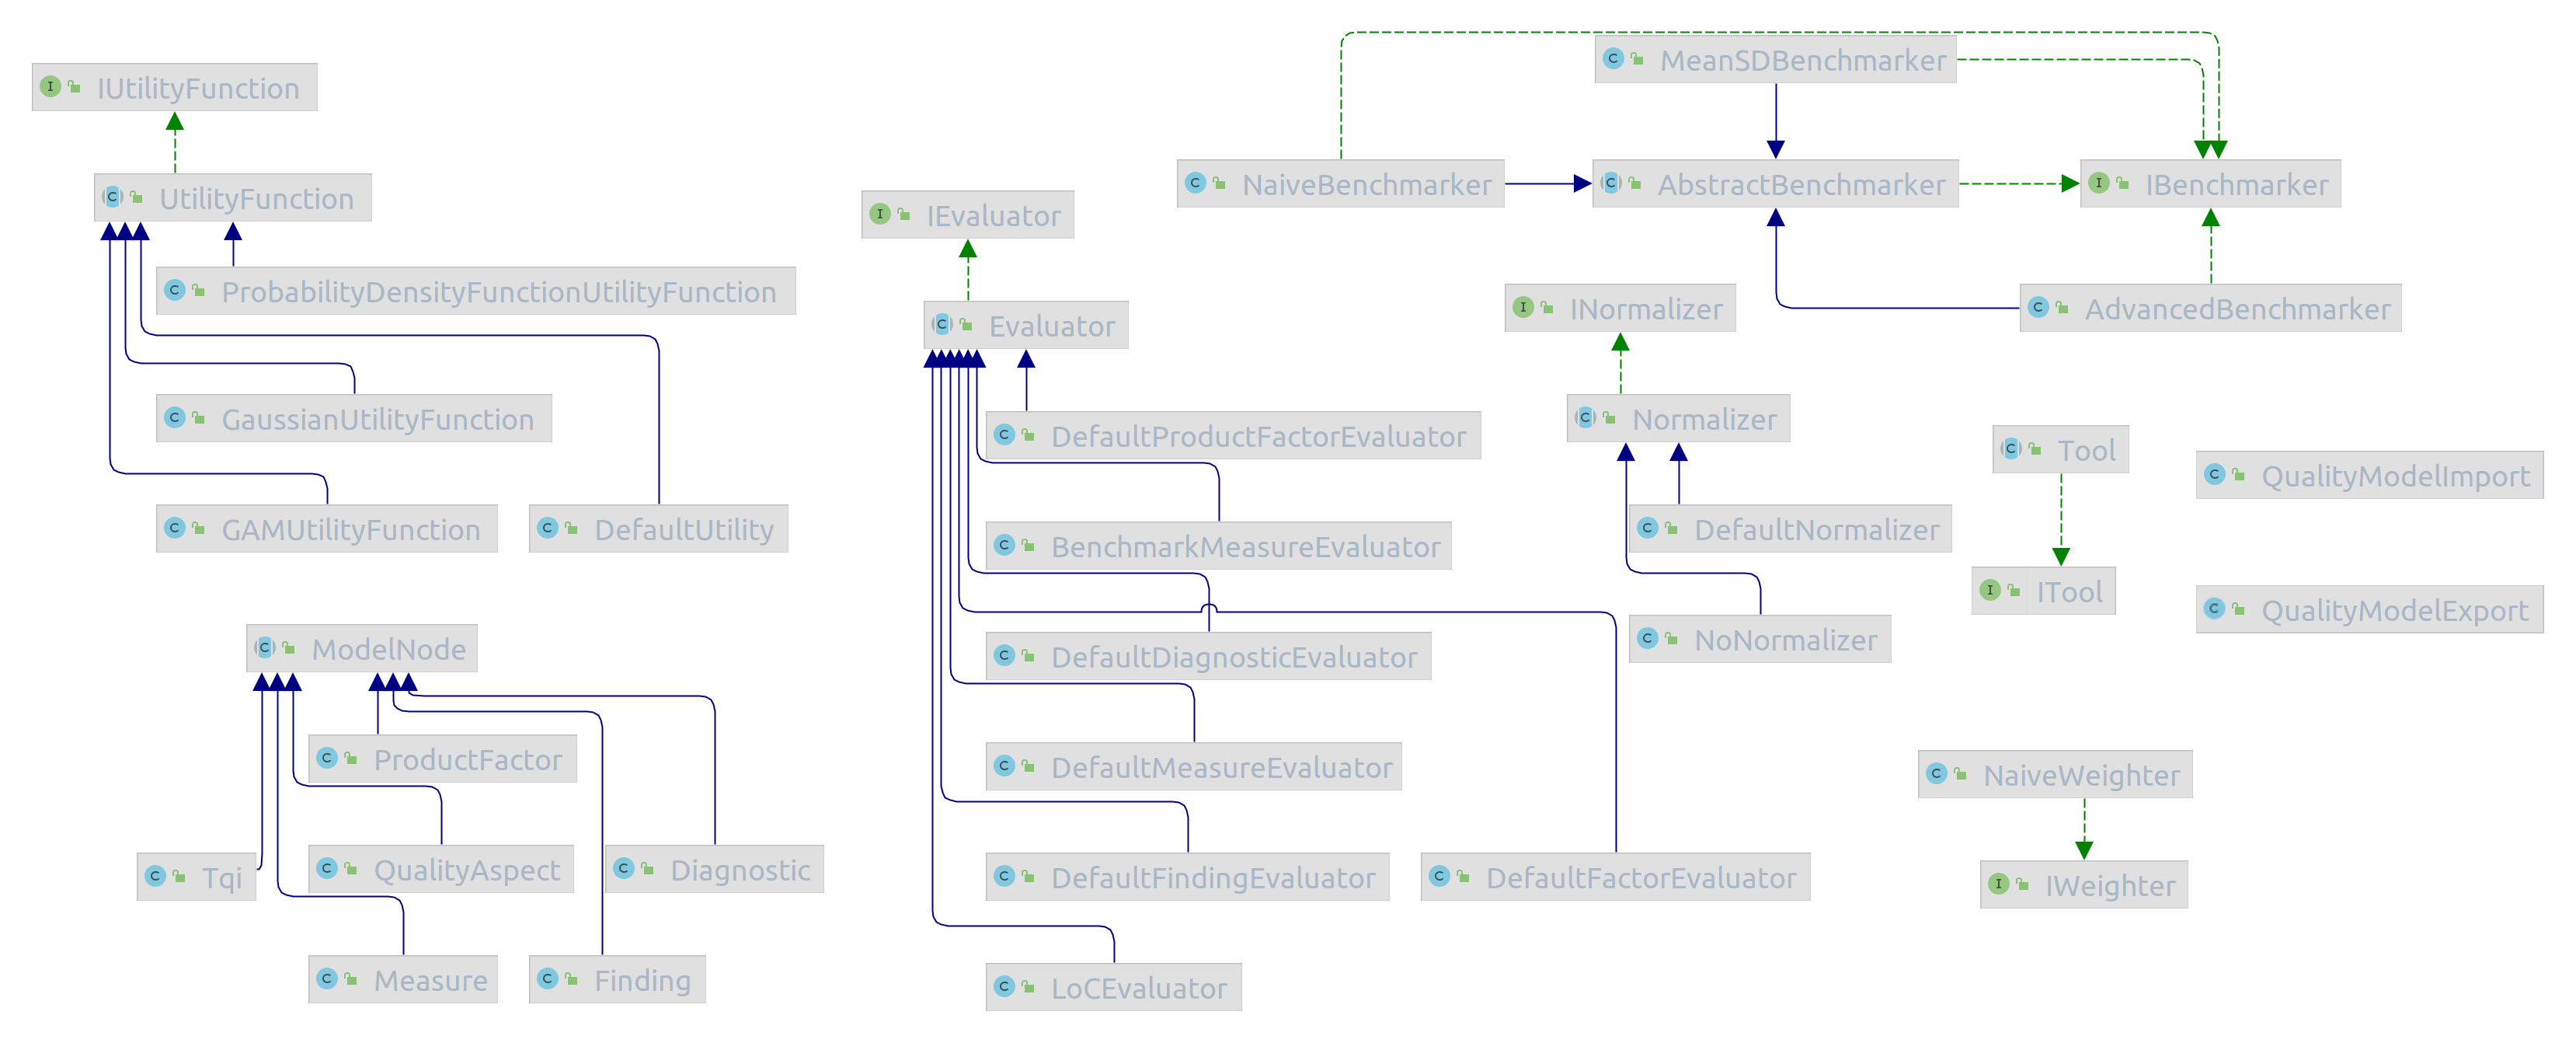 IUtilityFunction
UtilityFunction
ProbabilityDensityFunctionUtilityFunction
GaussianUtilityFunction
GAMUtilityFunction
DefaultUtility
ModelNode
ProductFactor
Tqi
QualityAspect
Diagnostic
Measure
Finding
IEvaluator
Evaluator
DefaultProductFactorEvaluator
BenchmarkMeasureEvaluator
DefaultDiagnosticEvaluator
DefaultMeasureEvaluator
DefaultFindingEvaluator
DefaultFactorEvaluator
LoCEvaluator
MeanSDBenchmarker
NaiveBenchmarker
AbstractBenchmarker
IBenchmarker
AdvancedBenchmarker
INormalizer
Normalizer
DefaultNormalizer
NoNormalizer
Tool
ITool
QualityModelImport
QualityModelExport
NaiveWeighter
IWeighter